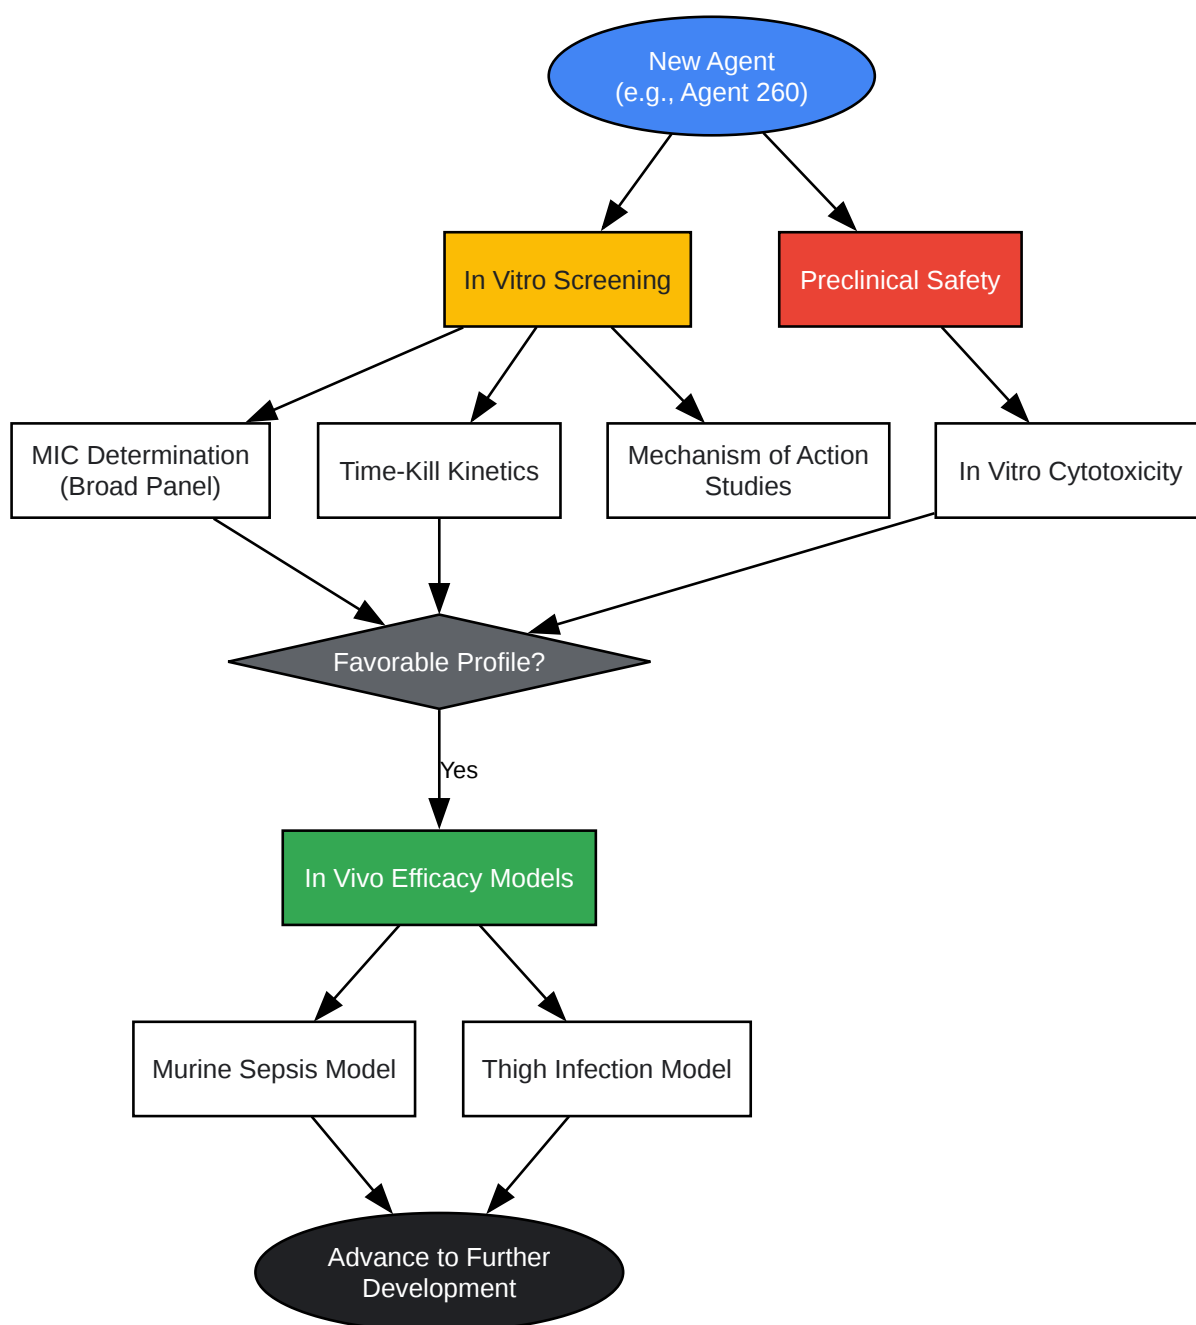 New Agent
(e.g., Agent 260)
In Vitro Screening
Preclinical Safety
MIC Determination
(Broad Panel)
Time-Kill Kinetics
Mechanism of Action
Studies
In Vitro Cytotoxicity
Favorable Profile?
Yes
In Vivo Efficacy Models
Murine Sepsis Model
Thigh Infection Model
Advance to Further
Development